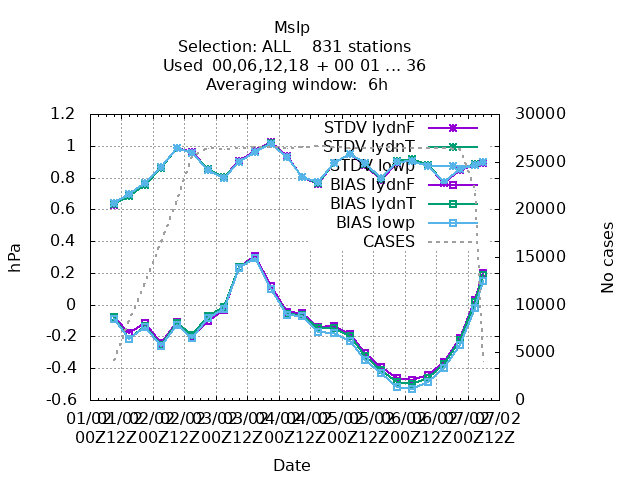 Mslp
Selection: ALL 831 stations
Used 00,06,12,18 + 00 01 ... 36
Averaging window: 6h
1.2
1
0.8
0.6
0.4
0.2
0
-0.2
-0.4
-0.6
hPa
30000
25000
20000
15000
10000
5000
0
No cases
STDV lydnF
STDV lydnT
STDV lowp
BIAS lydnF
BIAS lydnT
BIAS lowp
CASES
01/02 01/02 02/02 02/02 03/02 03/02 04/02 04/02 05/02 05/02 06/02 06/02 07/02 07/02
00Z 12Z 00Z 12Z 00Z 12Z 00Z 12Z 00Z 12Z 00Z 12Z 00Z 12Z
Date